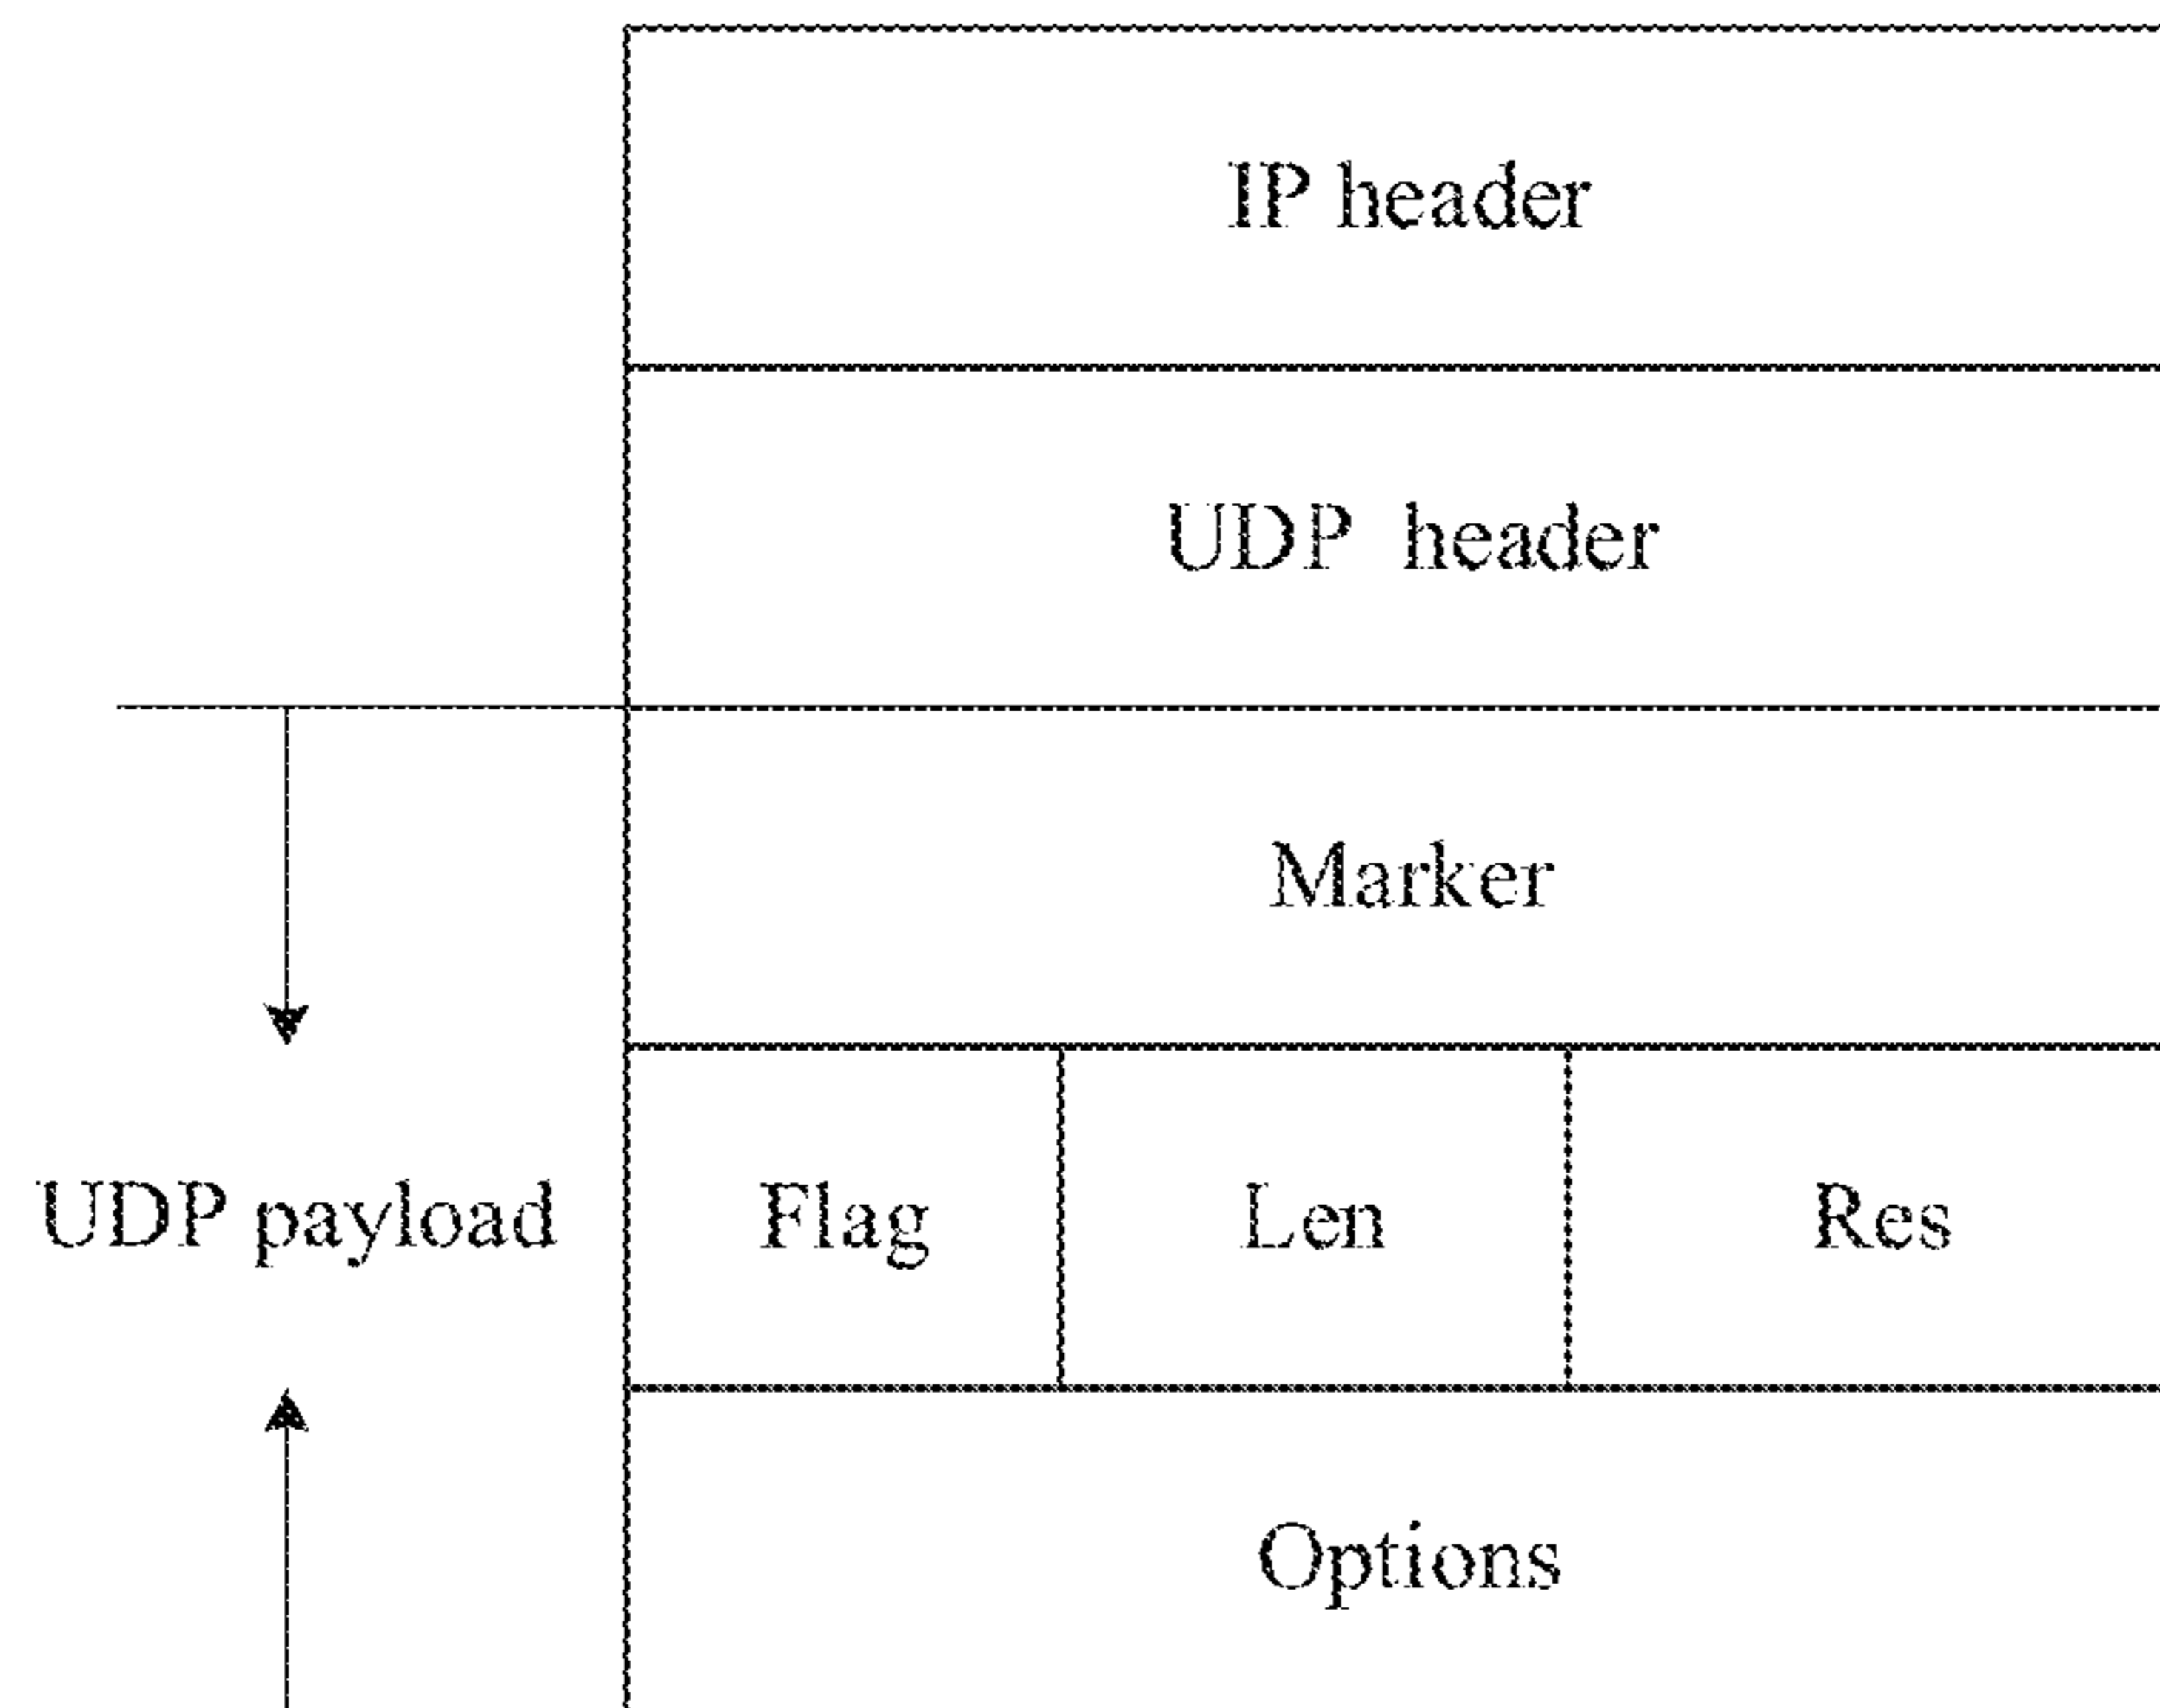 IP header
UDP header
Marker
UDP payload
Flag Len Res
Options